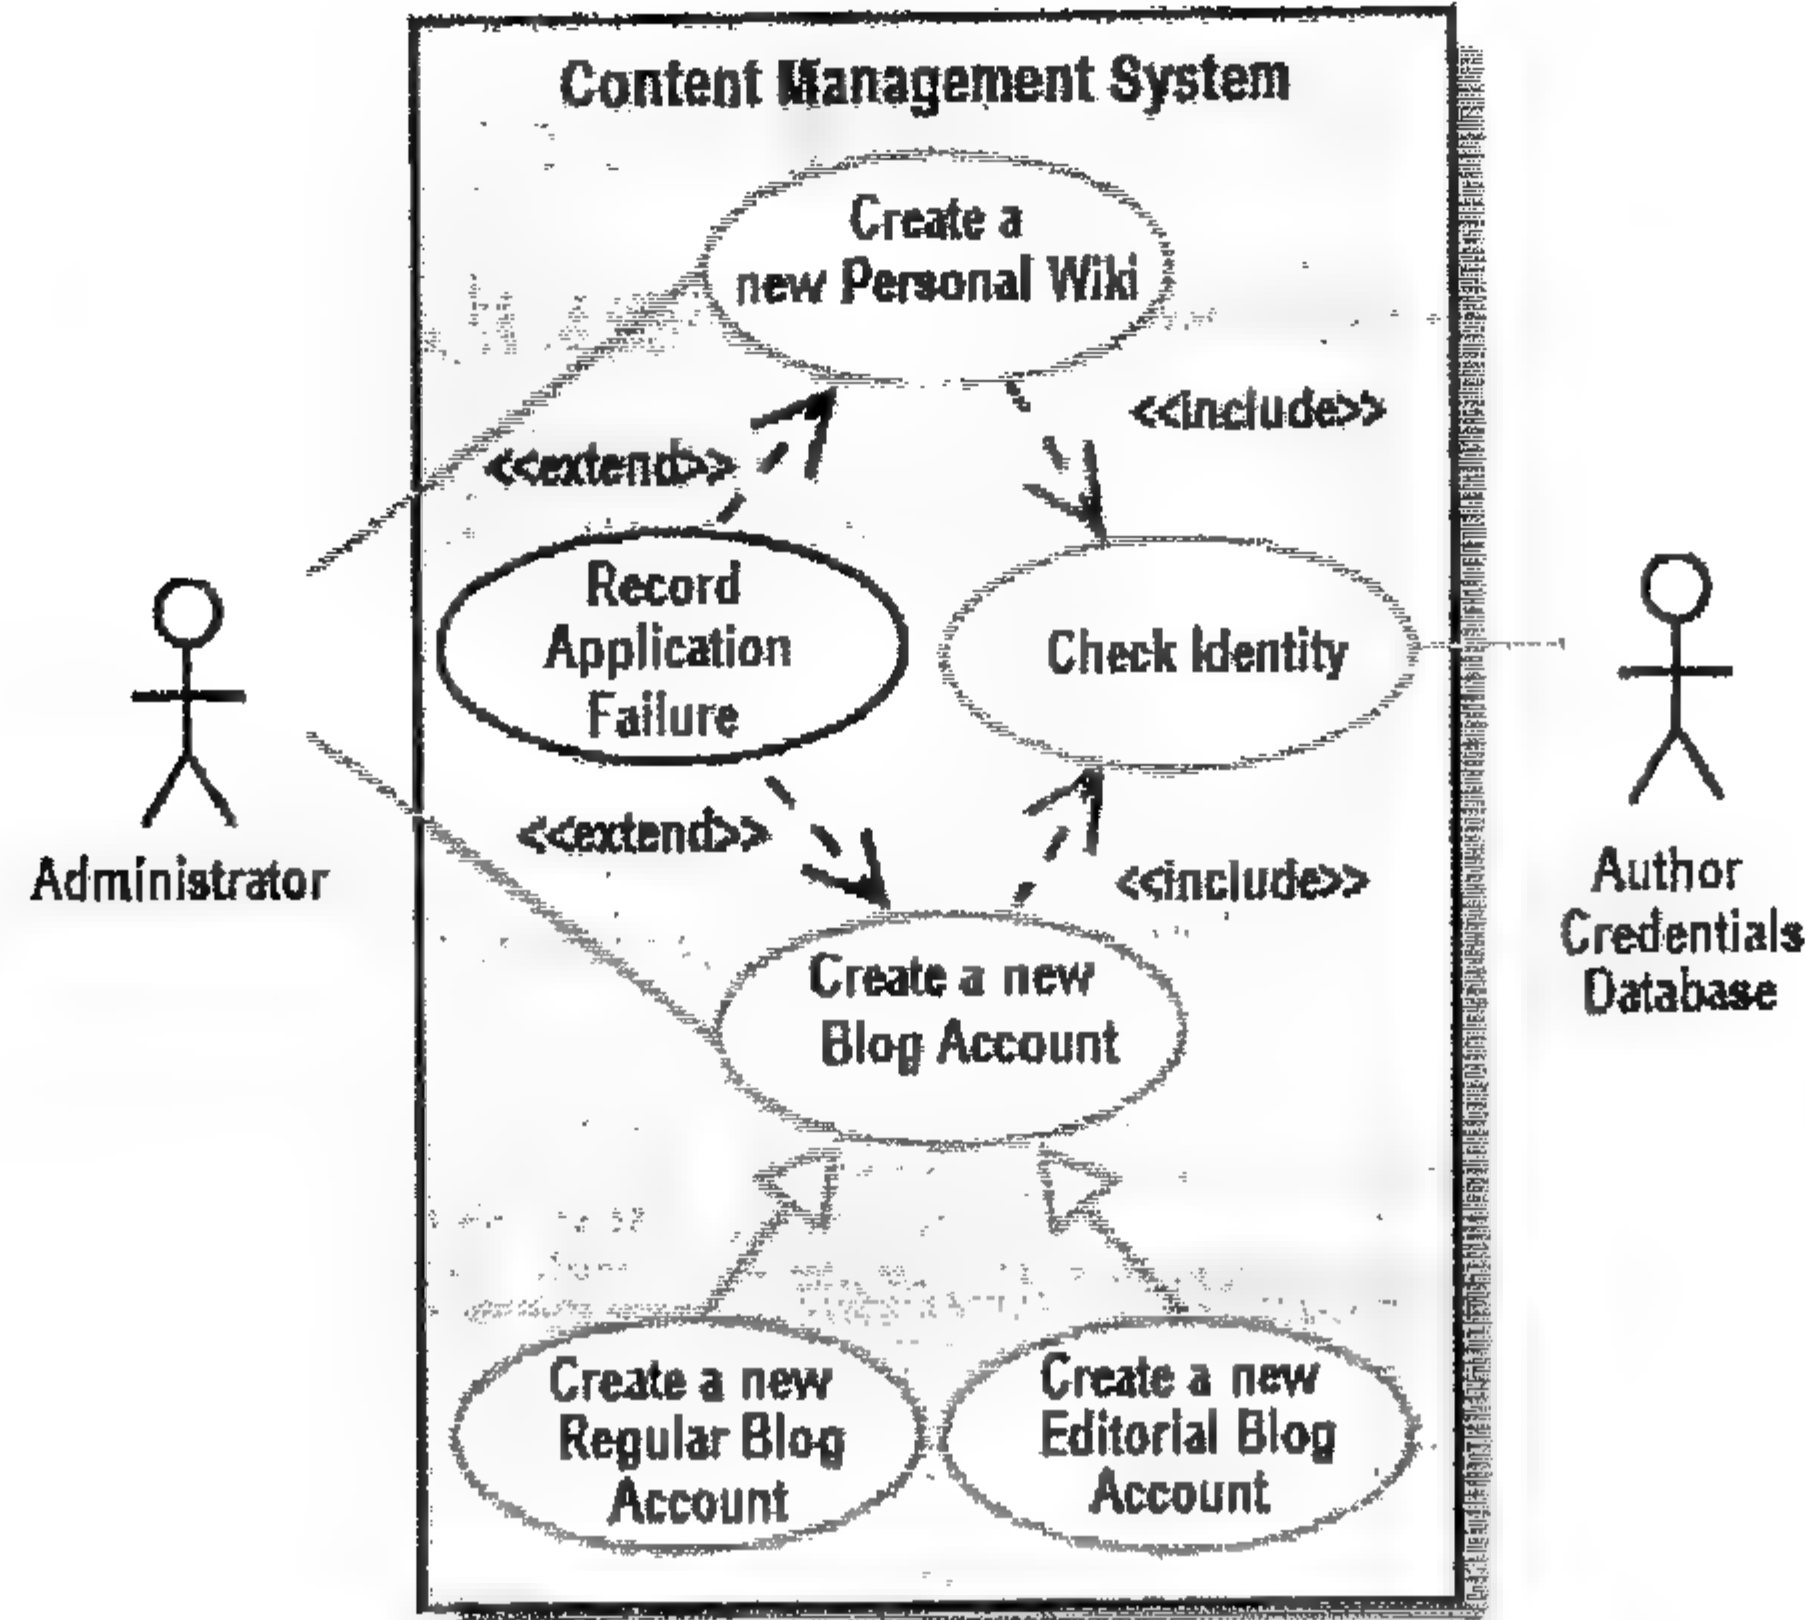 Content Management System
Create a
new Personal Wiki
<<include>>
<<extend>>
Record
Application
Failure
Check Identity
<<extend>>
<<include>>
Administrator
Author
Credentials
Database
Create a new
Blog Account
Create a new
Regular Blog
Account
Create a new
Editorial Blog
Account